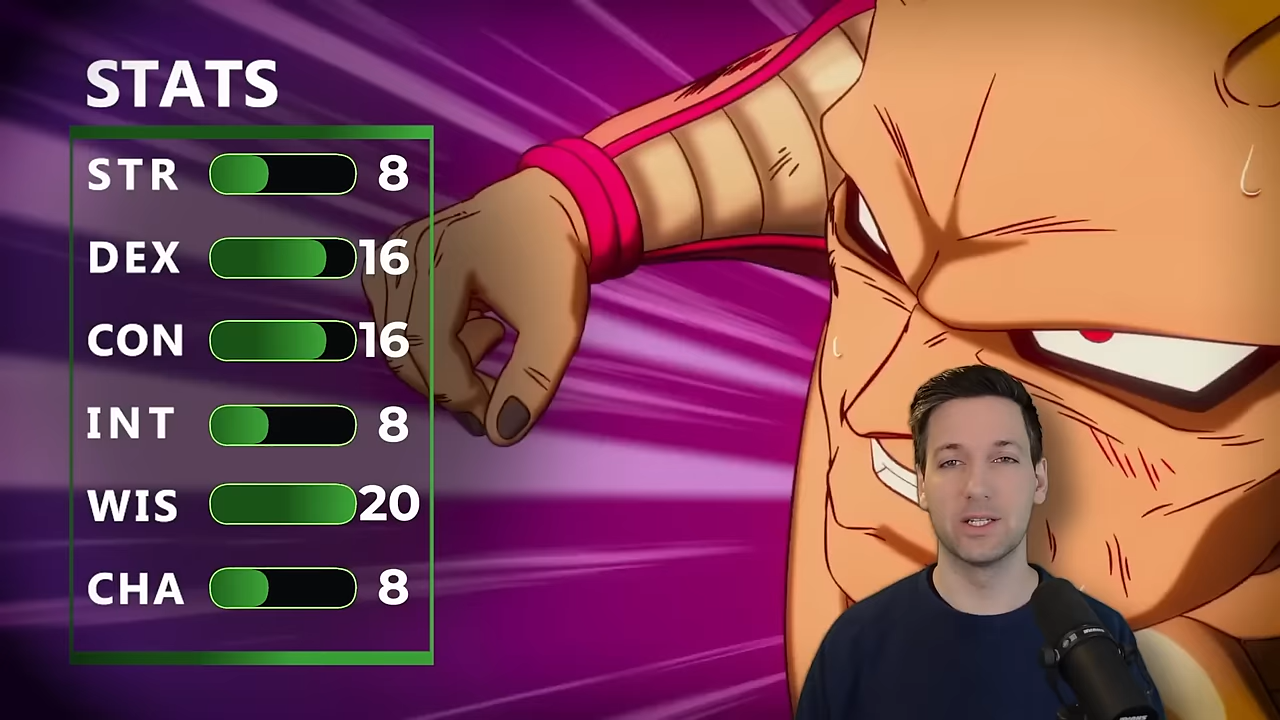 STATS
STR 8
DEX 16
CON 16
INT 8
WIS 20
CHA 8